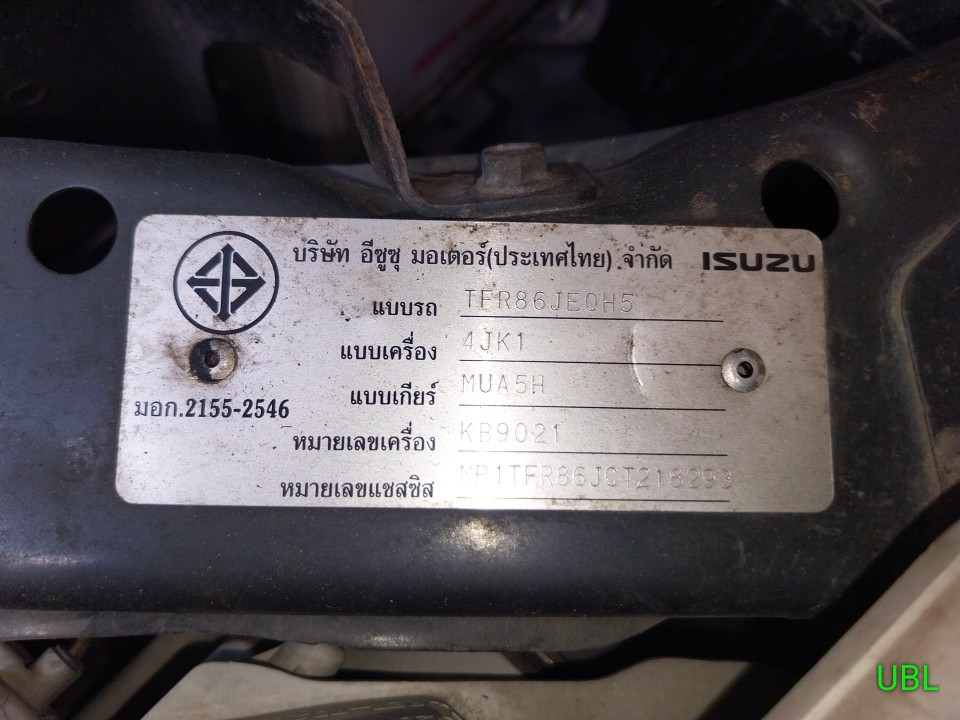 บริษัท อีซูซุ มอเตอร์(ประเทศไทย) จำกัด ISUZU
แบบรถ TFR86JEQH5
แบบเครื่อง 4JK1
แบบเกียร์ MUA5H
มอก.2155-2546
หมายเลขเครื่อง KB9021
หมายเลขแชสซิส MP1TFR86JCT218293
UBL